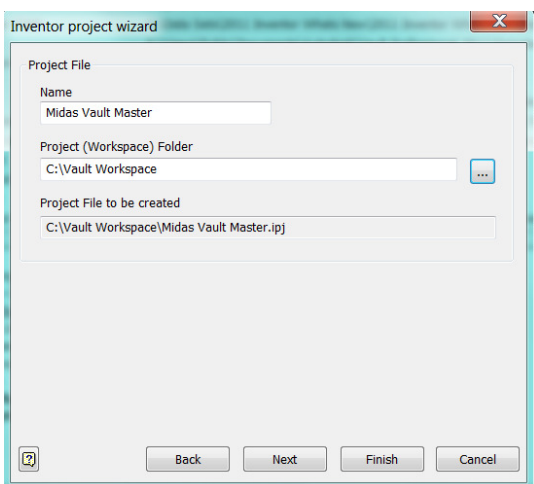 Inventor project wizard
Project File
Name
Midas Vault Master
Project (Workspace) Folder
C:\Vault Workspace
...
Project File to be created
C:\Vault Workspace\Midas Vault Master.ipj
Back Next Finish Cancel